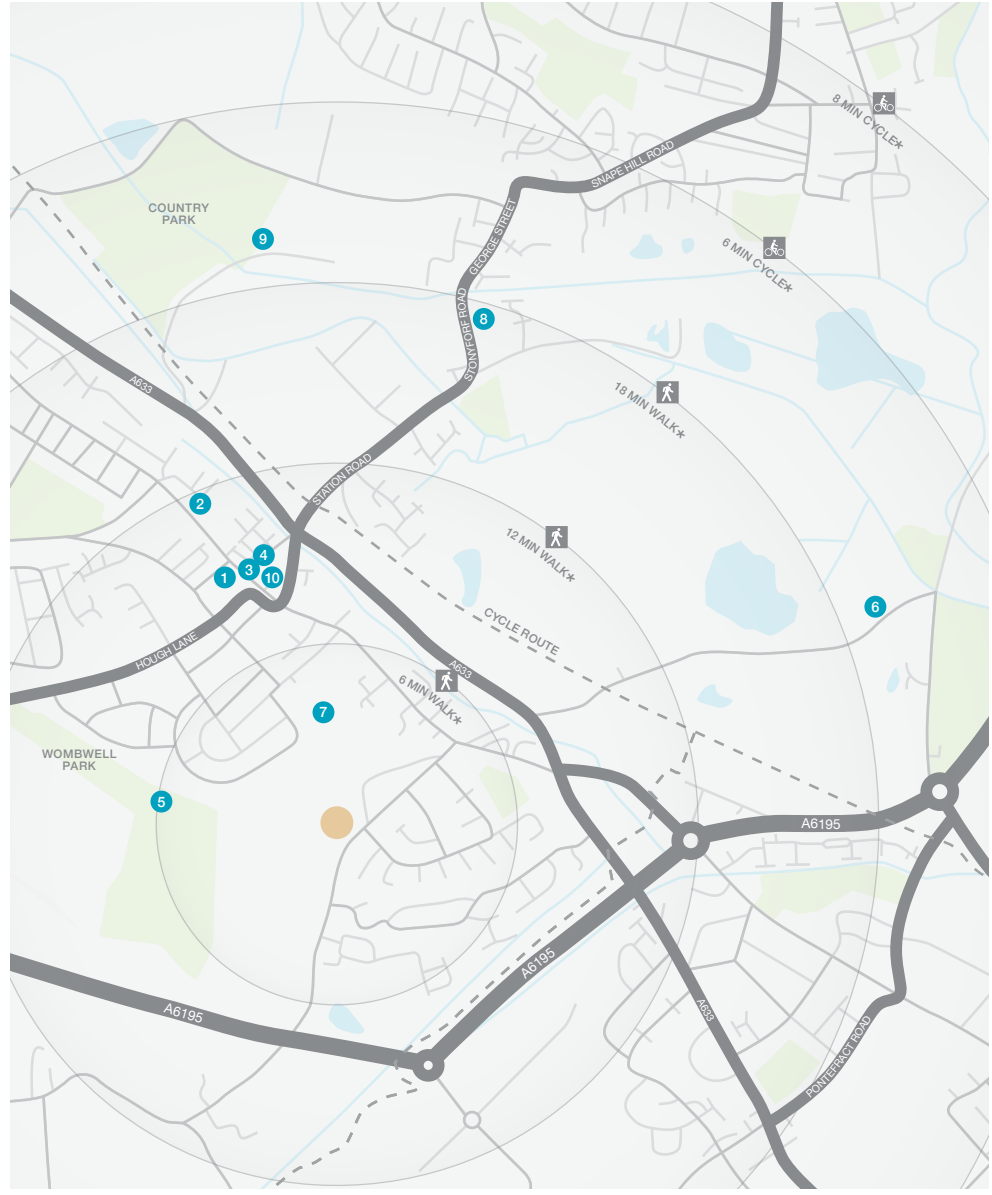 8 MIN CYCLE*
SNAPE HILL ROAD
COUNTRY
PARK
9
GEORGE STREET
6 MIN CYCLE*
8
STONYFORF ROAD
A633
18 MIN WALK*
STATION ROAD
2
12 MIN WALK*
4
3
1
10
6
CYCLE ROUTE
HOUGH LANE
A633
6 MIN WALK*
7
WOMBWELL
PARK
5
A6195
A6195
A6195
A633
PONTEFRACT ROAD